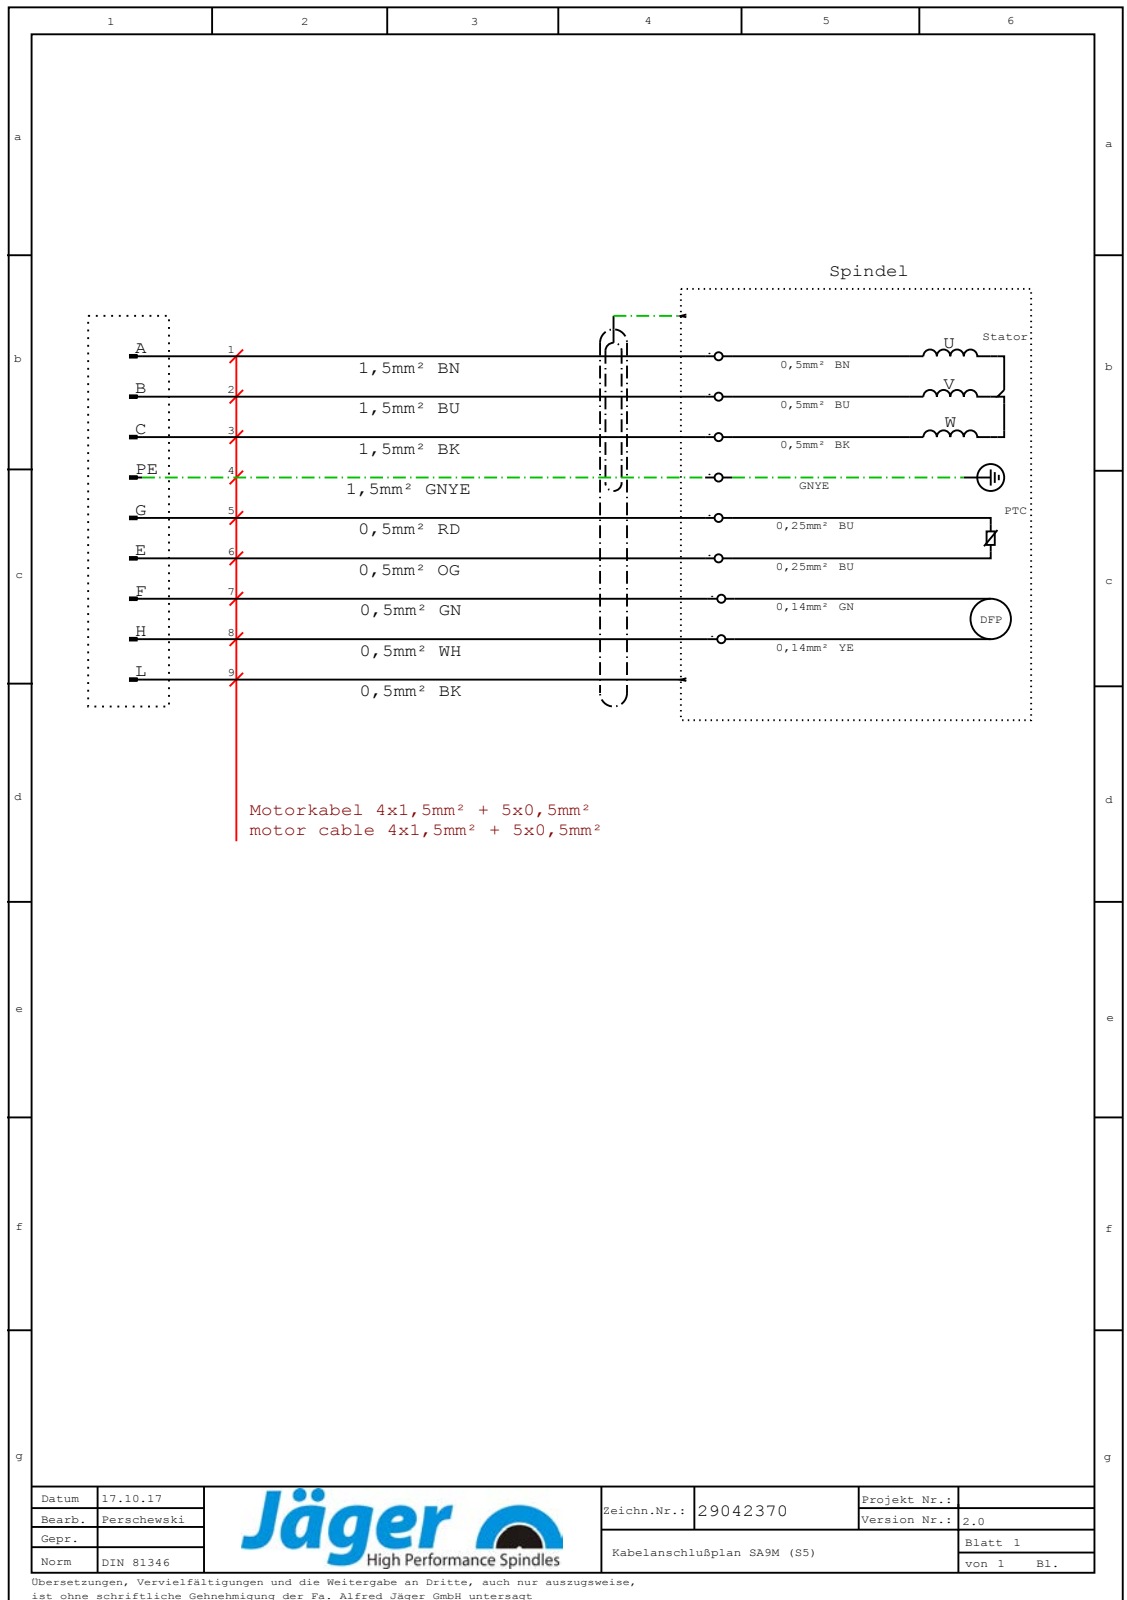 1 2 3 4 5 6
a a
Spindel
b b
A 1 1,5mm² BN 0,5mm² BN U Stator
B 2 1,5mm² BU 0,5mm² BU V
C 3 1,5mm² BK 0,5mm² BK W
PE 4 1,5mm² GNYE GNYE
G 5 0,5mm² RD 0,25mm² BU PTC
E 6 0,5mm² OG 0,25mm² BU
c c
F 7 0,5mm² GN 0,14mm² GN
DFP
H 8 0,5mm² WH 0,14mm² YE
L 9 0,5mm² BK
d d
Motorkabel 4x1,5mm² + 5x0,5mm²
motor cable 4x1,5mm² + 5x0,5mm²
e e
f f
g g
Datum 17.10.17
Bearb. Perschewski
Gepr.
Norm DIN 81346
Jäger
High Performance Spindles
Zeichn.Nr.: 29042370
Kabelanschlußplan SA9M (S5)
Projekt Nr.:
Version Nr.: 2.0
Blatt 1
von 1 Bl.
Übersetzungen, Vervielfältigungen und die Weitergabe an Dritte, auch nur auszugsweise,
ist ohne schriftliche Gehnehmigung der Fa. Alfred Jäger GmbH untersagt